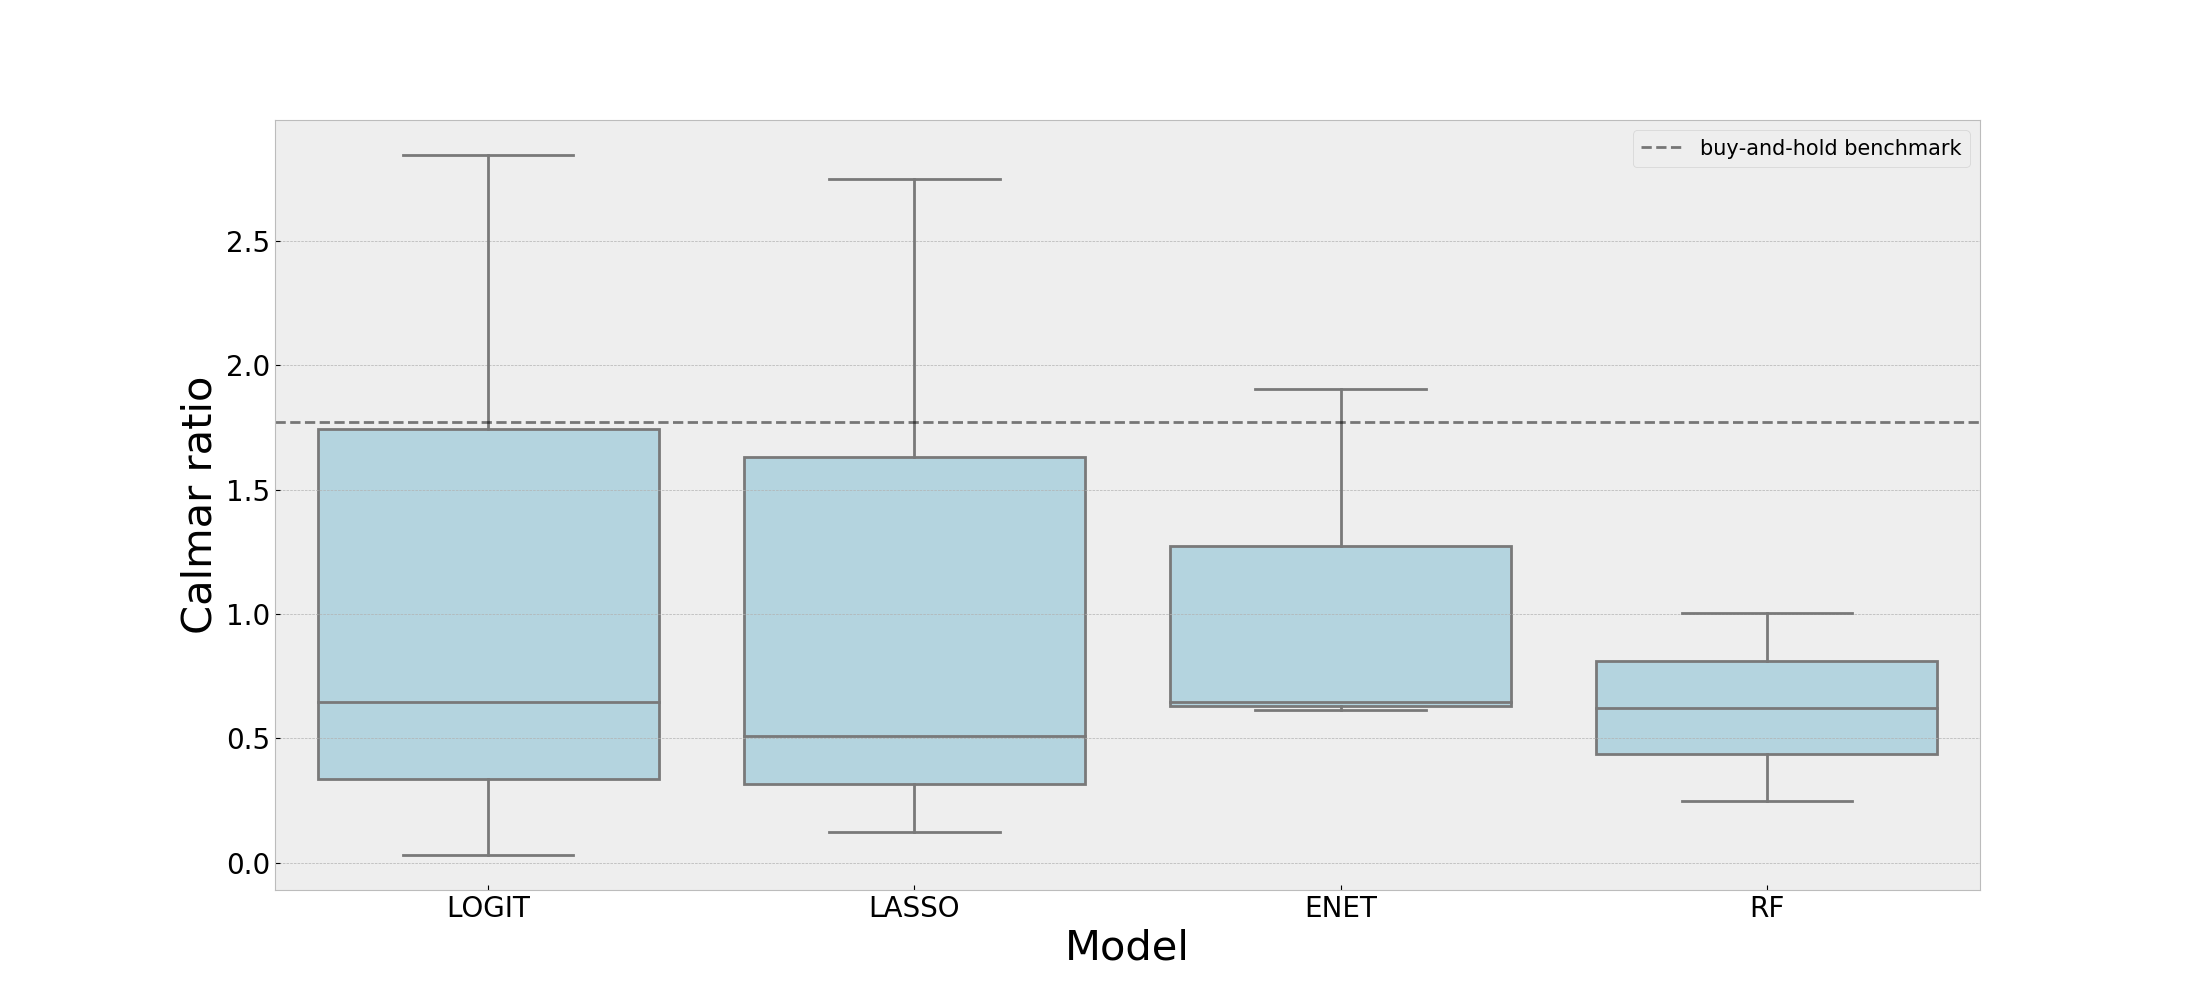 buy-and-hold benchmark
Calmar ratio
2.5
2.0
1.5
1.0
0.5
0.0
LOGIT
LASSO
ENET
RF
Model